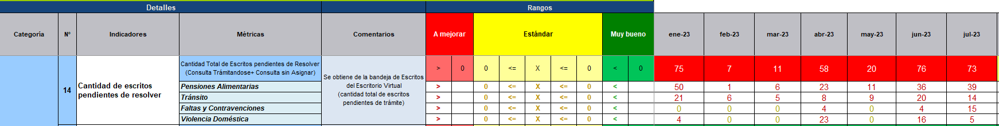 Detalles Rangos
Categoría N° Indicadores Métricas Comentarios A mejorar Estándar Muy bueno ene-23 feb-23 mar-23 abr-23 may-23 jun-23 jul-23
14
Cantidad de escritos
pendientes de resolver
Cantidad Total de Escritos pendientes de Resolver
(Consulta Trámitandose+ Consulta sin Asignar)
Se obtiene de la bandeja de Escritos
del Escritorio Virtual
(cantidad total de escritos
pendientes de trámite)
> 0 0 <= X <= 0 < 0 75 7 11 58 20 76 73
Pensiones Alimentarias > 0 <= X <= 0 < 50 1 6 23 11 36 39
Tránsito > 0 <= X <= 0 < 21 6 5 8 9 20 14
Faltas y Contravenciones > 0 <= X <= 0 < 0 0 0 4 0 4 15
Violencia Doméstica > 0 <= X <= 0 < 4 0 0 23 0 16 5